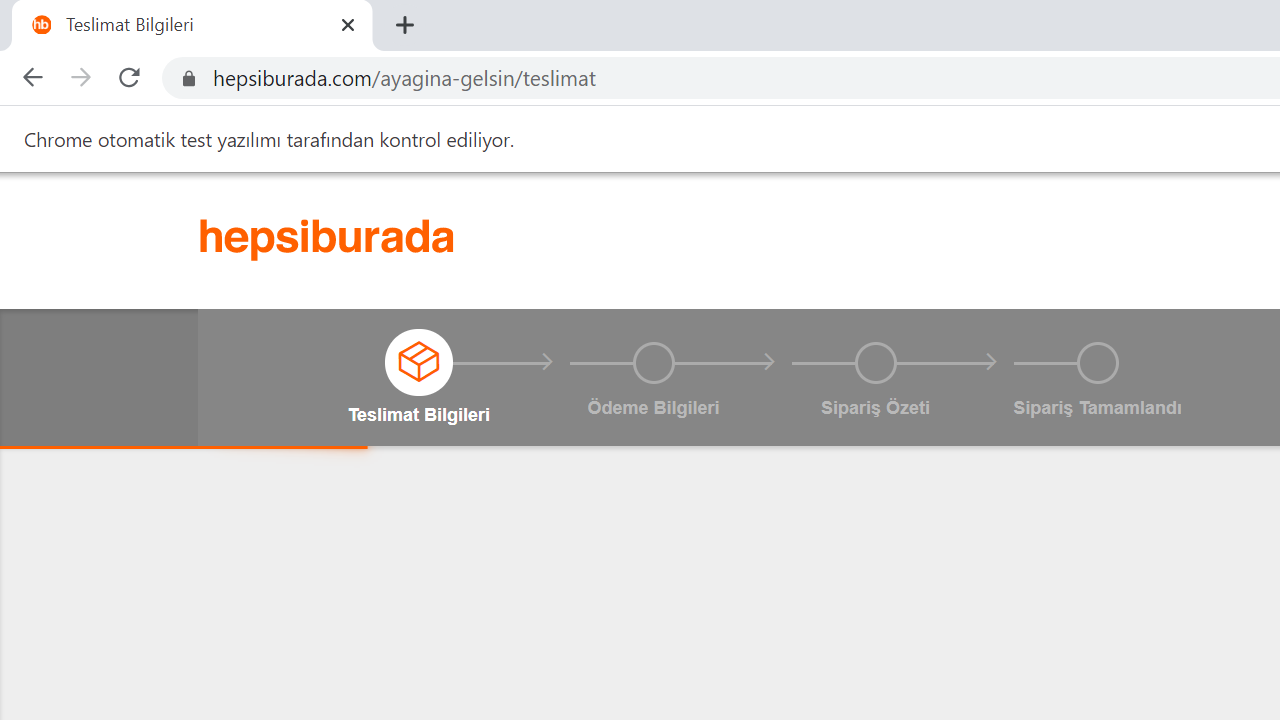 hb
Teslimat Bilgileri
hepsiburada.com/ayagina-gelsin/teslimat
Chrome otomatik test yazılımı tarafından kontrol ediliyor.
hepsiburada
Teslimat Bilgileri
Ödeme Bilgileri
Sipariş Özeti
Sipariş Tamamlandı